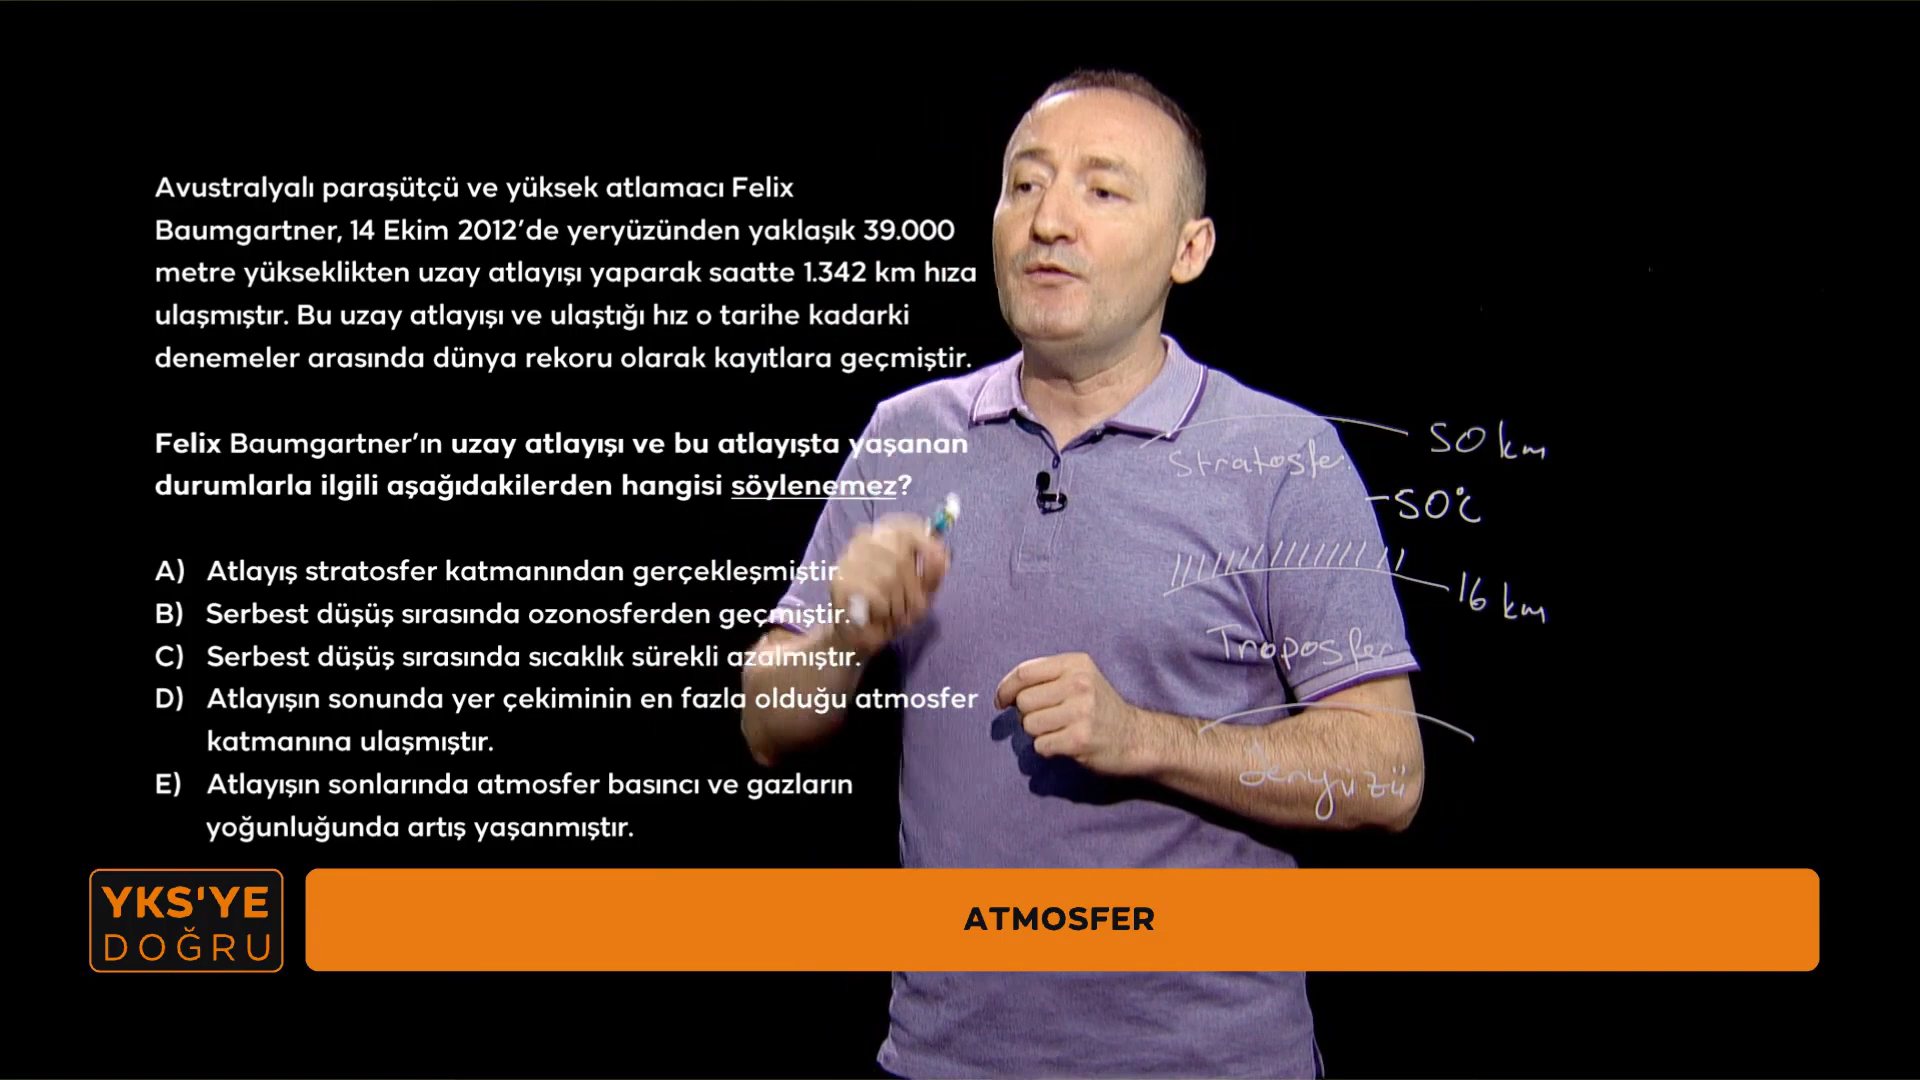 Avustralyalı paraşütçü ve yüksek atlamacı Felix
Baumgartner, 14 Ekim 2012'de yeryüzünden yaklaşık 39.000
metre yükseklikten uzay atlayışı yaparak saatte 1.342 km hıza
ulaşmıştır. Bu uzay atlayışı ve ulaştığı hız o tarihe kadarki
denemeler arasında dünya rekoru olarak kayıtlara geçmiştir.
Felix Baumgartner'ın uzay atlayışı ve bu atlayışta yaşanan
durumlarla ilgili aşağıdakilerden hangisi söylenemez?
A) Atlayış stratosfer katmanından gerçekleşmiştir.
B) Serbest düşüş sırasında ozonosferden geçmiştir.
C) Serbest düşüş sırasında sıcaklık sürekli azalmıştır.
D) Atlayışın sonunda yer çekiminin en fazla olduğu atmosfer
katmanına ulaşmıştır.
E) Atlayışın sonlarında atmosfer basıncı ve gazların
yoğunluğunda artış yaşanmıştır.
50 km
Stratosfer
-50°C
16 km
Troposfer
YKS'YE
DOĞRU
ATMOSFER